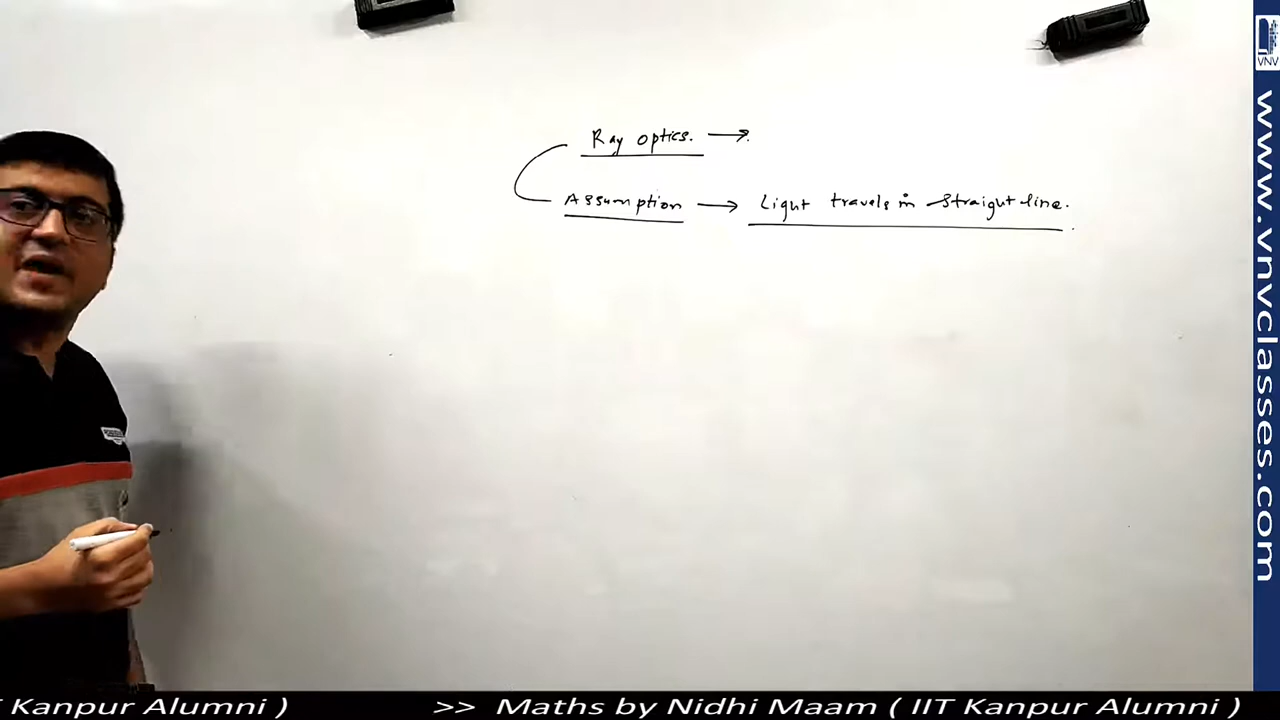 Ray optics. →
Assumption → Light travels in straight line.
VNV
www.vnvclasses.com
Kanpur Alumni ) >> Maths by Nidhi Maam ( IIT Kanpur Alumni )